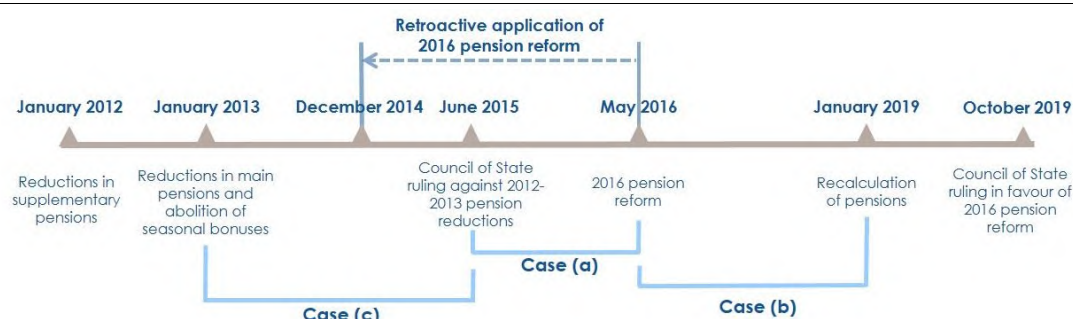 Retroactive application of
2016 pension reform
January 2012
January 2013
December 2014
June 2015
May 2016
January 2019
October 2019
Reductions in
supplementary
pensions
Reductions in main
pensions and
abolition of
seasonal bonuses
Council of State
ruling against 2012-
2013 pension
reductions
2016 pension
reform
Recalculation
of pensions
Council of State
ruling in favour of
2016 pension
reform
Case (a)
Case (b)
Case (c)